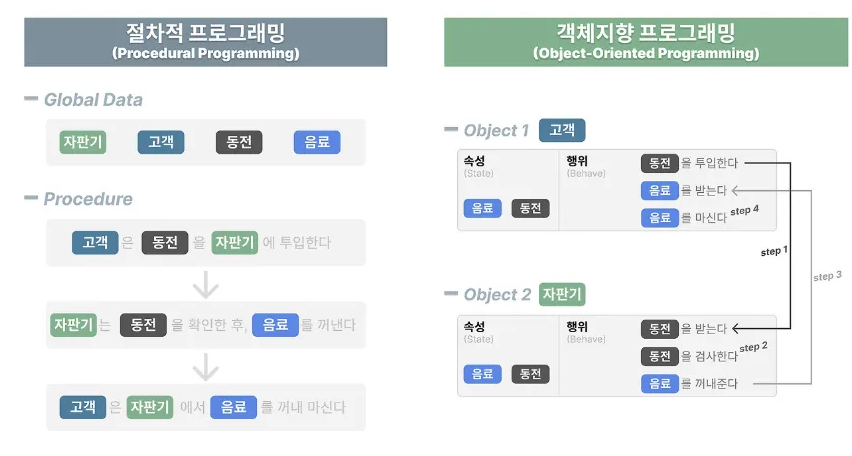 절차적 프로그래밍
(Procedural Programming)
Global Data
자판기 고객 동전 음료
Procedure
고객 은 동전 을 자판기 에 투입한다
자판기 는 동전 을 확인한 후, 음료 를 꺼낸다
고객 은 자판기 에서 음료 를 꺼내 마신다
객체지향 프로그래밍
(Object-Oriented Programming)
Object 1 고객
속성
(State)
음료 동전
행위
(Behave)
동전 을 투입한다
음료 를 받는다
음료 를 마신다 step 4
step 1
step 3
Object 2 자판기
속성
(State)
음료 동전
행위
(Behave)
동전 을 받는다
동전 을 검사한다 step 2
음료 를 꺼내준다